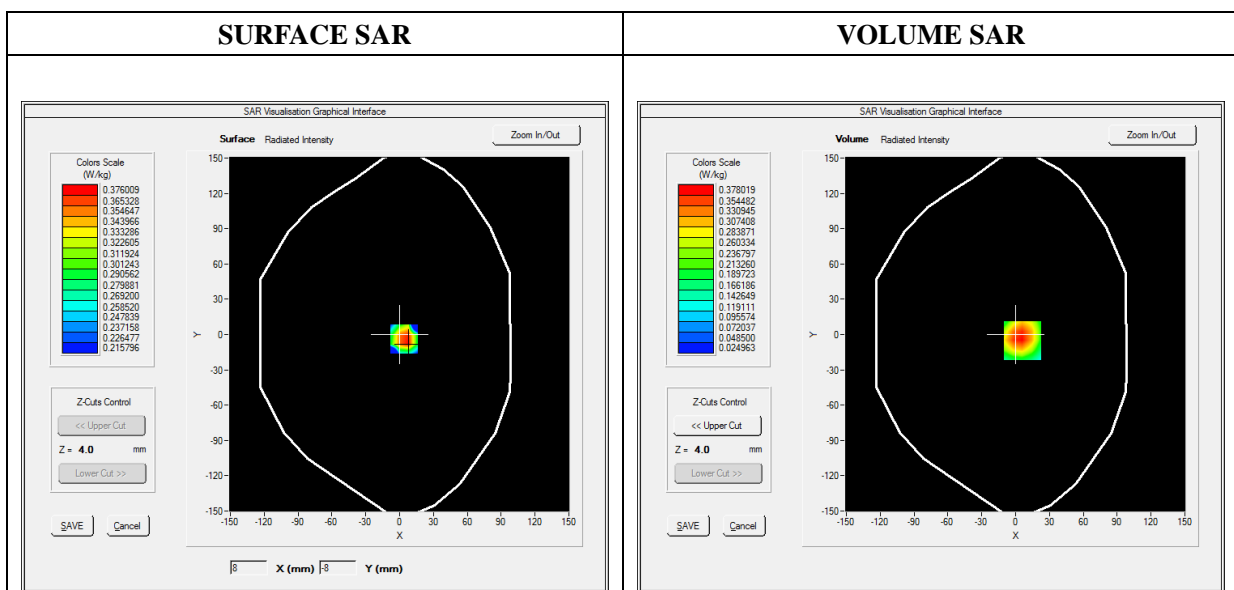 SURFACE SAR
VOLUME SAR
SAR Visualisation Graphical Interface
Surface Radiated Intensity
Zoom In/Out
Colors Scale
(W/kg)
0.376009
0.365328
0.354647
0.343966
0.333286
0.322605
0.311924
0.301243
0.290562
0.279881
0.269200
0.258520
0.247839
0.237158
0.226477
0.215796
150
120
90
60
30
0
-30
-60
-90
-120
-150
Y
-150 -120 -90 -60 -30 0 30 60 90 120 150
X
Z-Cuts Control
<< Upper Cut
Z = 4.0 mm
Lower Cut >>
SAVE Cancel
8 X (mm) -8 Y (mm)
SAR Visualisation Graphical Interface
Volume Radiated Intensity
Zoom In/Out
Colors Scale
(W/kg)
0.378019
0.354482
0.330945
0.307408
0.283871
0.260334
0.236797
0.213260
0.189723
0.166186
0.142649
0.119111
0.095574
0.072037
0.048500
0.024963
150
120
90
60
30
0
-30
-60
-90
-120
-150
Y
-150 -120 -90 -60 -30 0 30 60 90 120 150
X
Z-Cuts Control
<< Upper Cut
Z = 4.0 mm
Lower Cut >>
SAVE Cancel